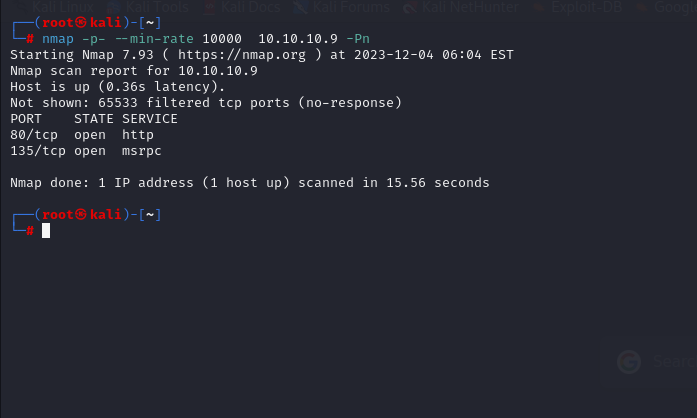 Kali Linux Kali Tools Kali Docs Kali Forums Kali NetHunter Exploit-DB Google
┌──(root㉿kali)-[~]
└─# nmap -p- --min-rate 10000  10.10.10.9 -Pn
Starting Nmap 7.93 ( https://nmap.org ) at 2023-12-04 06:04 EST
Nmap scan report for 10.10.10.9
Host is up (0.36s latency).
Not shown: 65533 filtered tcp ports (no-response)
PORT    STATE SERVICE
80/tcp  open  http
135/tcp open  msrpc
Nmap done: 1 IP address (1 host up) scanned in 15.56 seconds
┌──(root㉿kali)-[~]
└─#